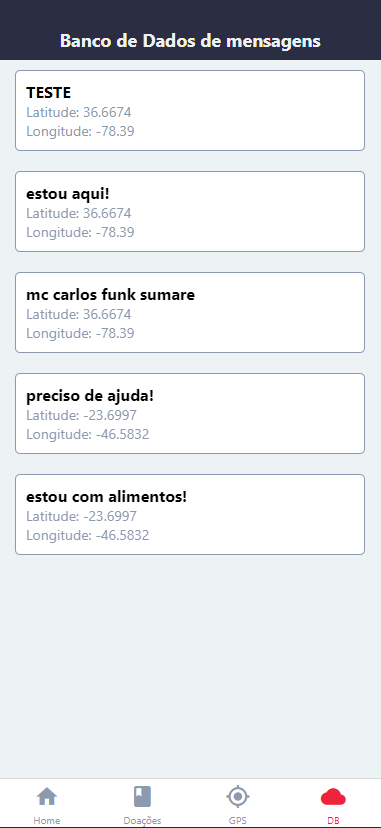 Banco de Dados de mensagens
TESTE
Latitude: 36.6674
Longitude: -78.39
estou aqui!
Latitude: 36.6674
Longitude: -78.39
mc carlos funk sumare
Latitude: 36.6674
Longitude: -78.39
preciso de ajuda!
Latitude: -23.6997
Longitude: -46.5832
estou com alimentos!
Latitude: -23.6997
Longitude: -46.5832
Home
Doações
GPS
DB